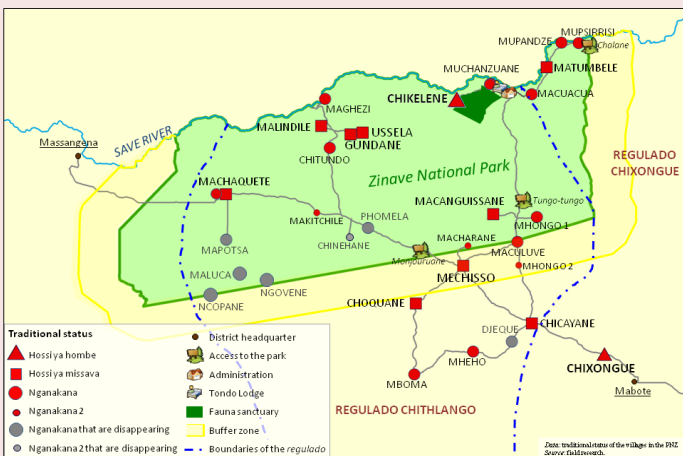 MUPSIRRISI
MUPANDZE
Chalane
MATUMBELE
MUCHANZUANE
CHIKELENE
MACUACUA
MAGHEZI
SAVE RIVER
MALINDILE
USSELA
GUNDANE
Massangena
CHITUNDO
REGULADO
CHIXONGUE
Zinave National Park
MACHAQUETE
MACANGUISSANE
Tungo-tungo
MAKITCHILE
PHOMELA
MHONGO 1
CHINEHANE
MACHARANE
MAPOTSA
Monjouruane
MACULUVE
MECHISSO
MHONGO 2
MALUCA
NGOVENE
NCOPANE
CHOQUANE
CHICAYANE
DJEQUE
MHEHO
CHIXONGUE
MBOMA
Mabote
REGULADO CHITHLANGO
Traditional status
Hossi ya hombe
Hossi ya missava
Nganakana
Nganakana 2
Nganakana that are disappearing
Nganakana 2 that are disappearing
District headquarter
Access to the park
Administration
Tondo Lodge
Fauna sanctuary
Buffer zone
Boundaries of the regulado
Data: traditional status of the villages in the PNZ
Source: field research.